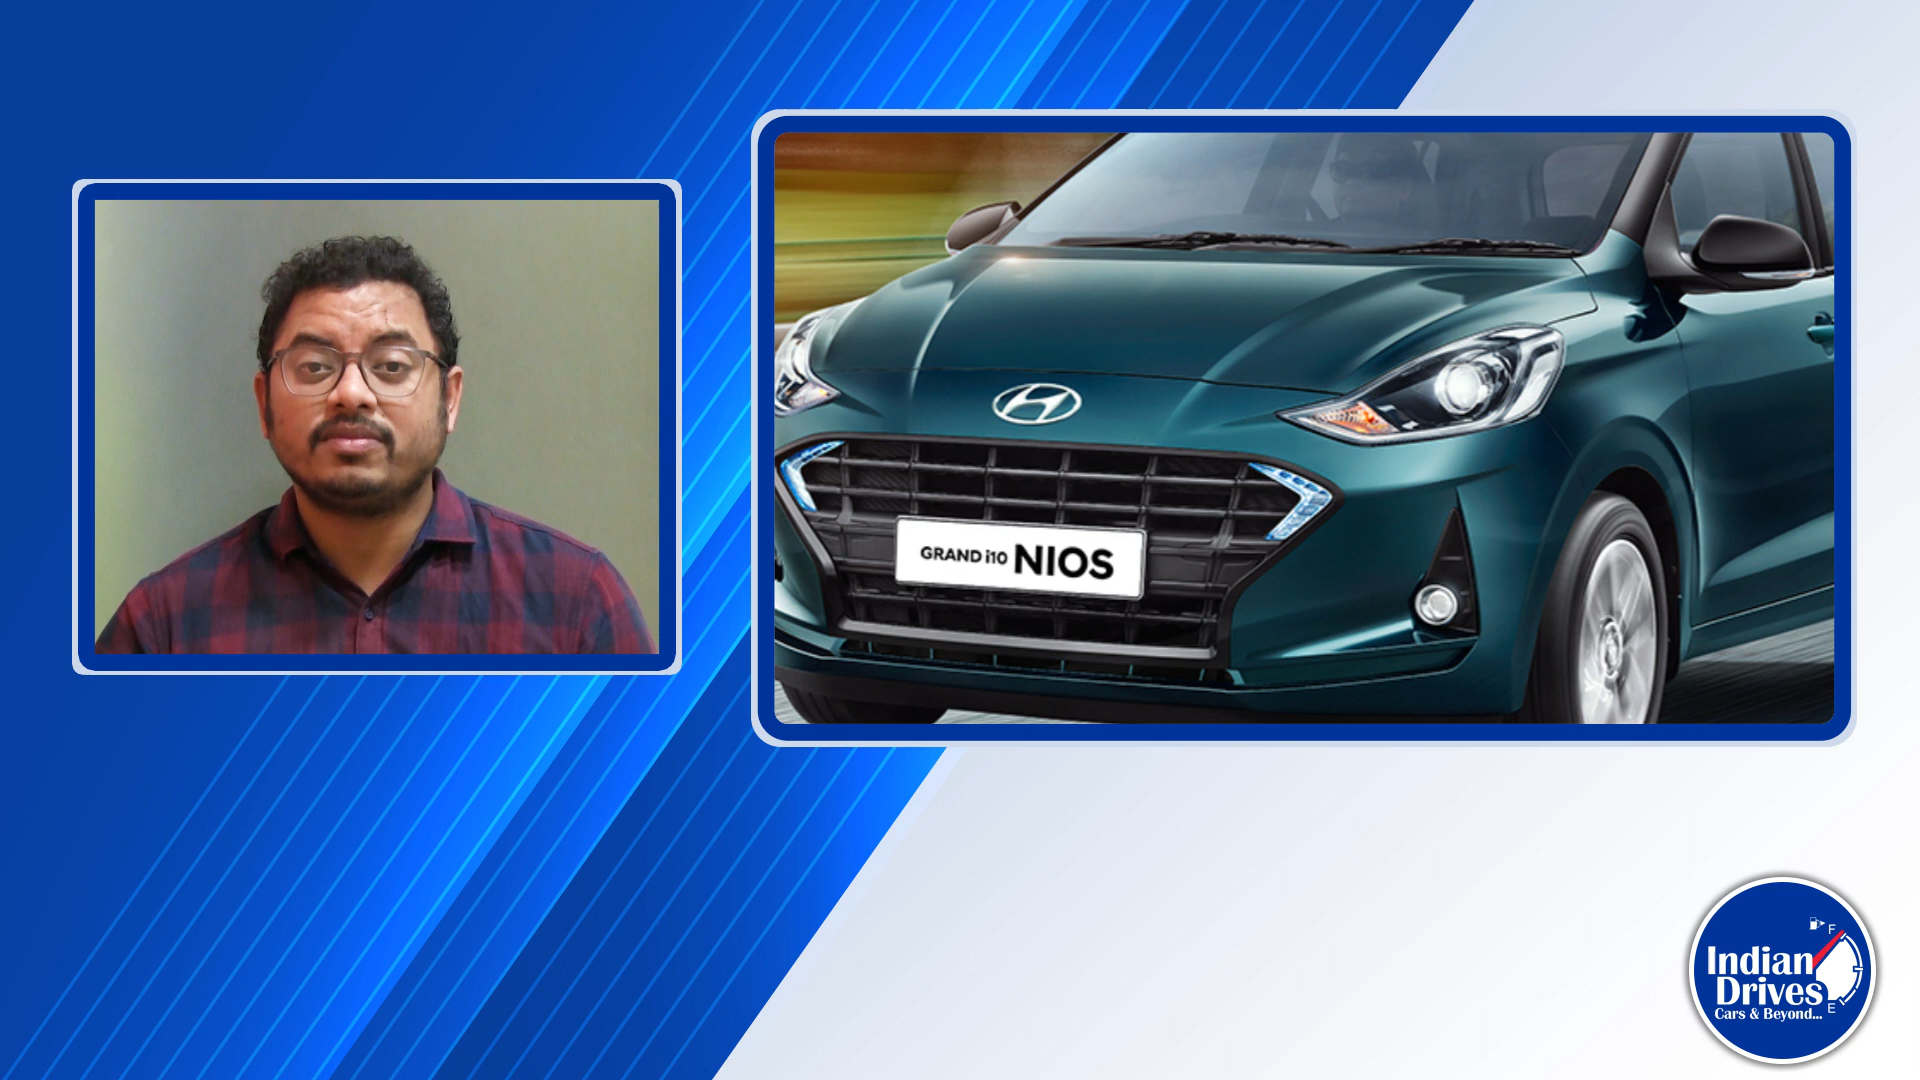 GRAND i10 NIOS
F
Indian
Drives
Cars & Beyond...
E